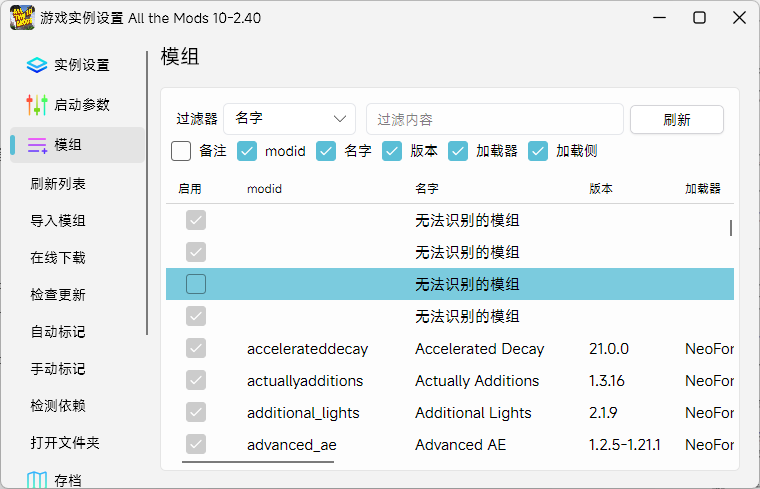 游戏实例设置 All the Mods 10-2.40
实例设置
启动参数
模组
刷新列表
导入模组
在线下载
检查更新
自动标记
手动标记
检测依赖
打开文件夹
存档
模组
过滤器 名字 过滤内容 刷新
备注 modid 名字 版本 加载器 加载侧
启用 modid 名字 版本 加载器
无法识别的模组
无法识别的模组
无法识别的模组
无法识别的模组
accelerateddecay Accelerated Decay 21.0.0 NeoFor
actuallyadditions Actually Additions 1.3.16 NeoFor
additional_lights Additional Lights 2.1.9 NeoFor
advanced_ae Advanced AE 1.2.5-1.21.1 NeoFor